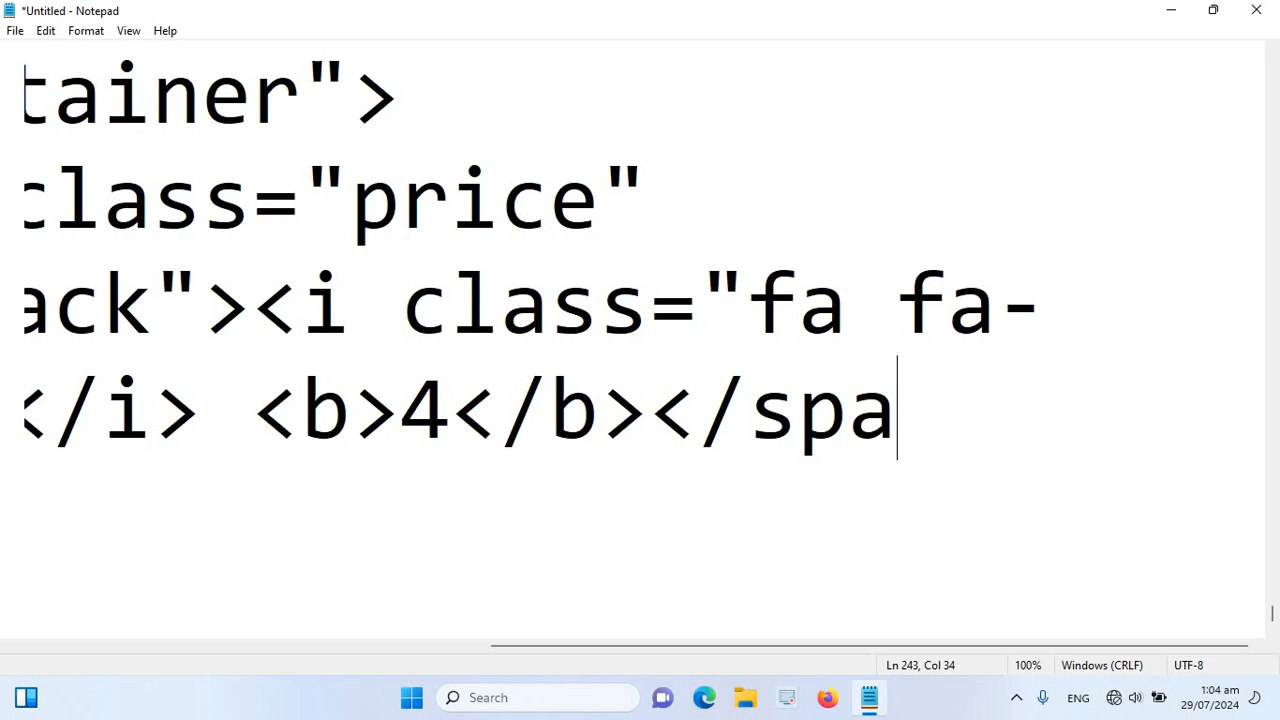 *Untitled - Notepad
File Edit Format View Help
tainer">
class="price"
ack"><i class="fa fa-
</i> <b>4</b></spa
Ln 243, Col 34 100% Windows (CRLF) UTF-8
Search ENG 1:04 am
29/07/2024